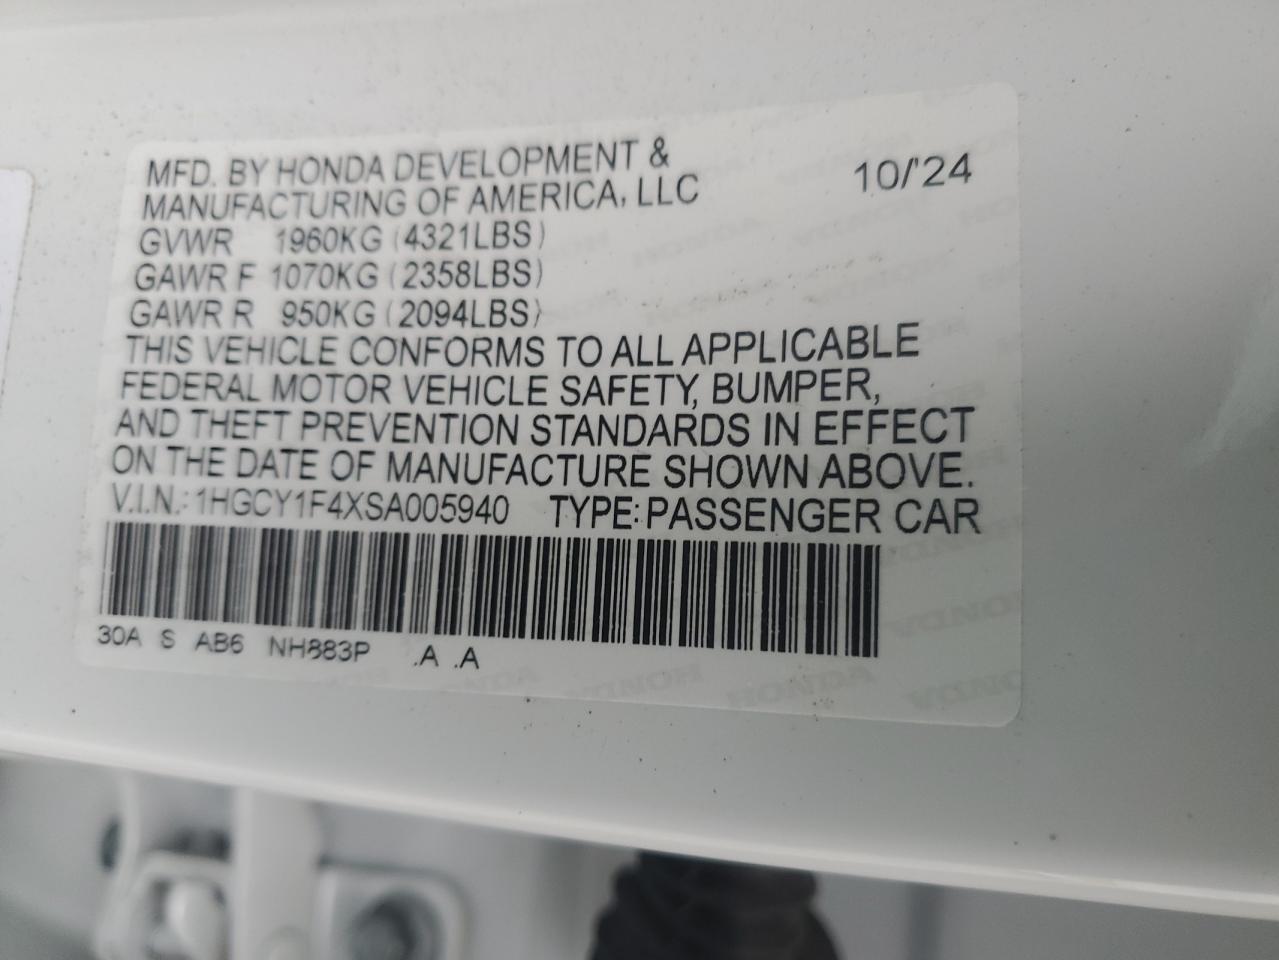 MFD. BY HONDA DEVELOPMENT & 10/'24
MANUFACTURING OF AMERICA, LLC
GVWR 1960KG (4321LBS)
GAWR F 1070KG (2358LBS)
GAWR R 950KG (2094LBS)
THIS VEHICLE CONFORMS TO ALL APPLICABLE
FEDERAL MOTOR VEHICLE SAFETY, BUMPER,
AND THEFT PREVENTION STANDARDS IN EFFECT
ON THE DATE OF MANUFACTURE SHOWN ABOVE.
V.I.N.: 1HGCY1F4XSA005940 TYPE: PASSENGER CAR
30A S AB6 NH883P .A .A